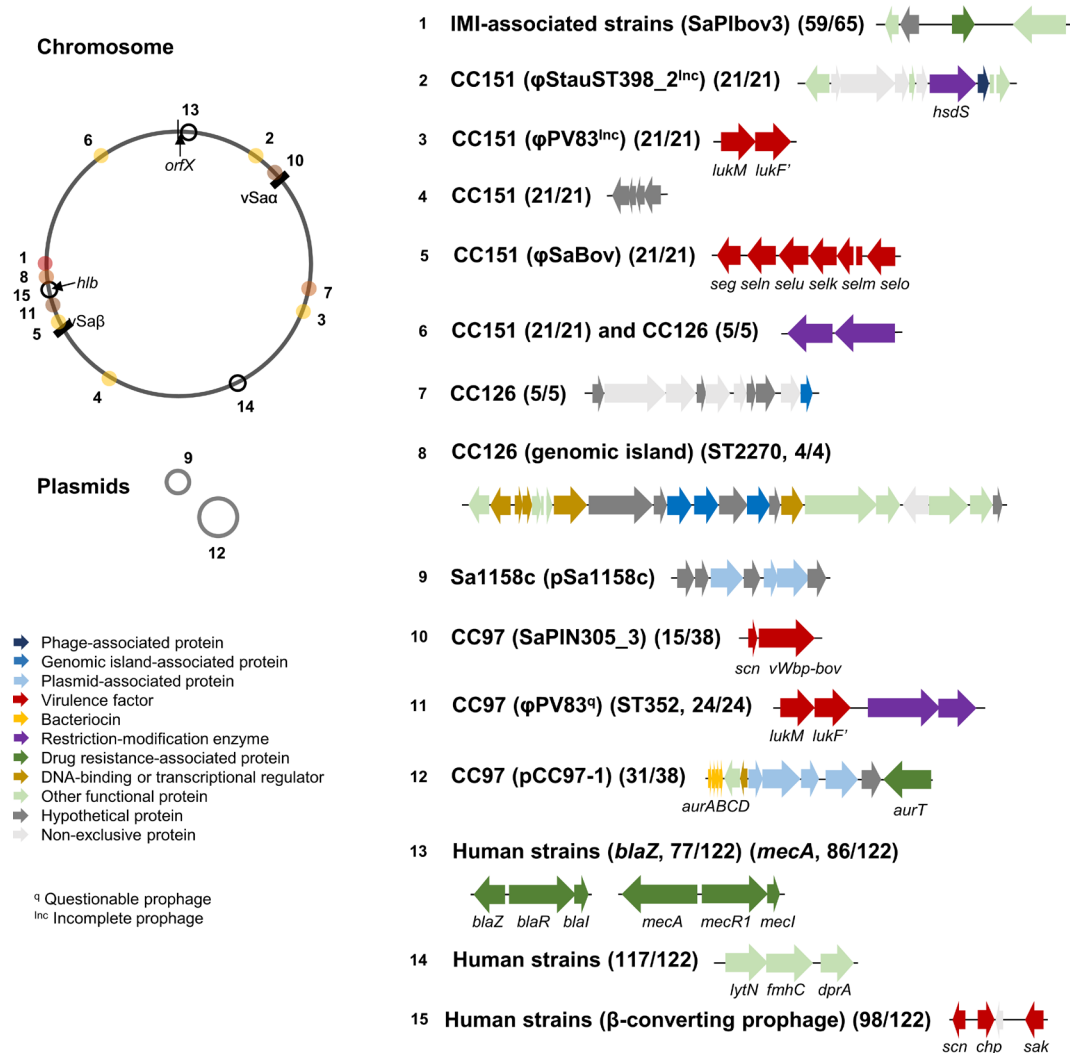 Chromosome
13
6
2
10
orfX
vSaα
1
8
hlb
15
11
vSaβ
5
7
3
4
14
Plasmids
9
12
Phage-associated protein
Genomic island-associated protein
Plasmid-associated protein
Virulence factor
Bacteriocin
Restriction-modification enzyme
Drug resistance-associated protein
DNA-binding or transcriptional regulator
Other functional protein
Hypothetical protein
Non-exclusive protein
q Questionable prophage
Inc Incomplete prophage
1 IMI-associated strains (SaPIbov3) (59/65)
2 CC151 (φStauST398_2Inc) (21/21)
hsdS
3 CC151 (φPV83Inc) (21/21)
lukM lukF'
4 CC151 (21/21)
5 CC151 (φSaBov) (21/21)
seg seln selu selk selm selo
6 CC151 (21/21) and CC126 (5/5)
7 CC126 (5/5)
8 CC126 (genomic island) (ST2270, 4/4)
9 Sa1158c (pSa1158c)
10 CC97 (SaPIN305_3) (15/38)
scn vWbp-bov
11 CC97 (φPV83q) (ST352, 24/24)
lukM lukF'
12 CC97 (pCC97-1) (31/38)
aurABCD aurT
13 Human strains (blaZ, 77/122) (mecA, 86/122)
blaZ blaR blaI mecA mecR1 mecI
14 Human strains (117/122)
lytN fmhC dprA
15 Human strains (β-converting prophage) (98/122)
scn chp sak